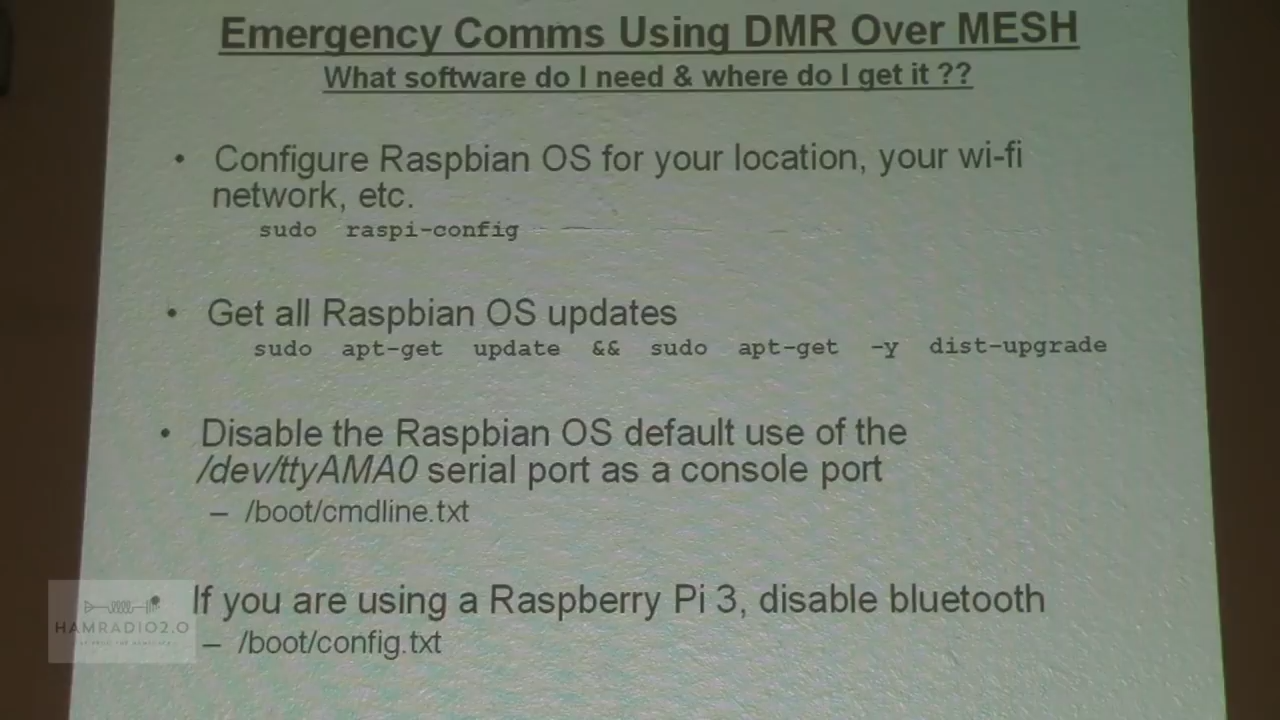 Emergency Comms Using DMR Over MESH
What software do I need & where do I get it ??
• Configure Raspbian OS for your location, your wi-fi
network, etc.
sudo raspi-config
• Get all Raspbian OS updates
sudo apt-get update && sudo apt-get -y dist-upgrade
• Disable the Raspbian OS default use of the
/dev/ttyAMA0 serial port as a console port
– /boot/cmdline.txt
If you are using a Raspberry Pi 3, disable bluetooth
– /boot/config.txt
HAMRADIO2.0